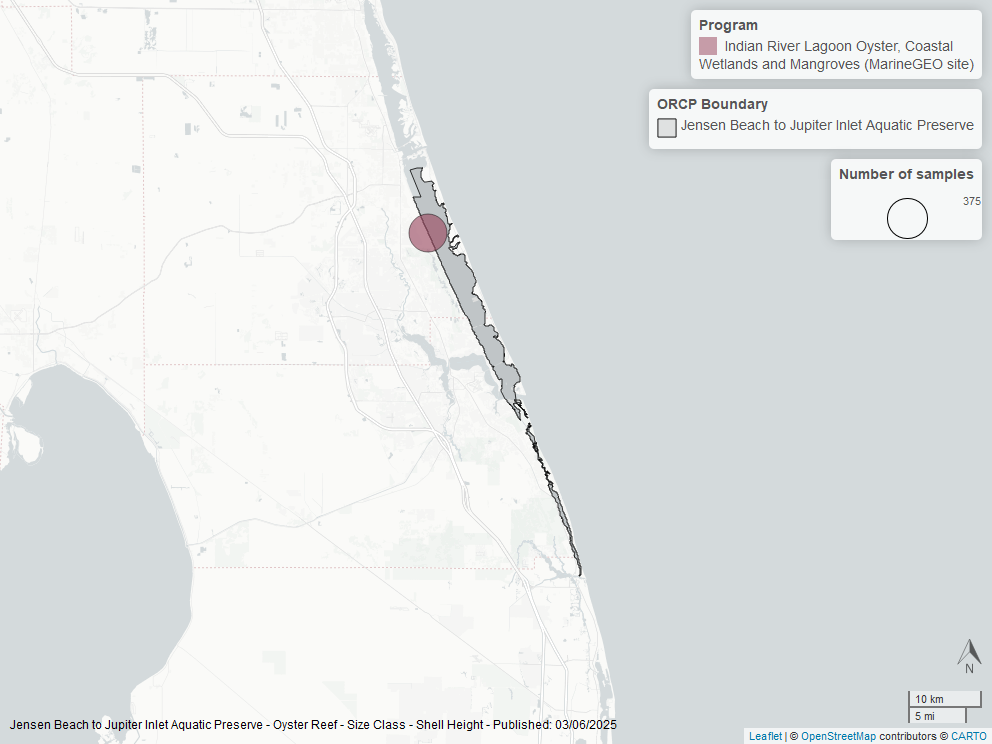 Program
Indian River Lagoon Oyster, Coastal
Wetlands and Mangroves (MarineGEO site)
ORCP Boundary
Jensen Beach to Jupiter Inlet Aquatic Preserve
Number of samples
375
N
10 km
5 mi
Jensen Beach to Jupiter Inlet Aquatic Preserve - Oyster Reef - Size Class - Shell Height - Published: 03/06/2025
Leaflet | © OpenStreetMap contributors © CARTO